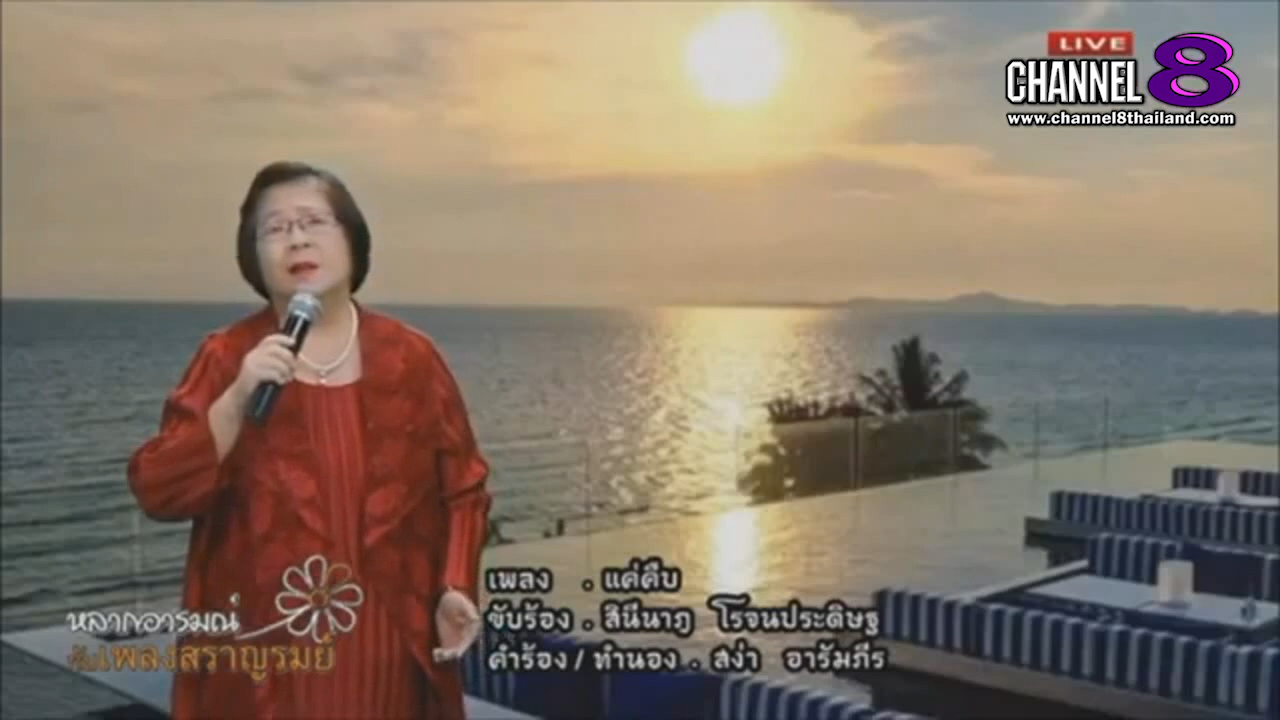 LIVE
CHANNEL 8
www.channel8thailand.com
เพลง . แค่คืบ
ขับร้อง . สินีนาฎ โรจนประดิษฐ
คำร้อง / ทำนอง . สง่า อารัมภีร
หลากอารมณ์
กับเพลงสราญรมย์